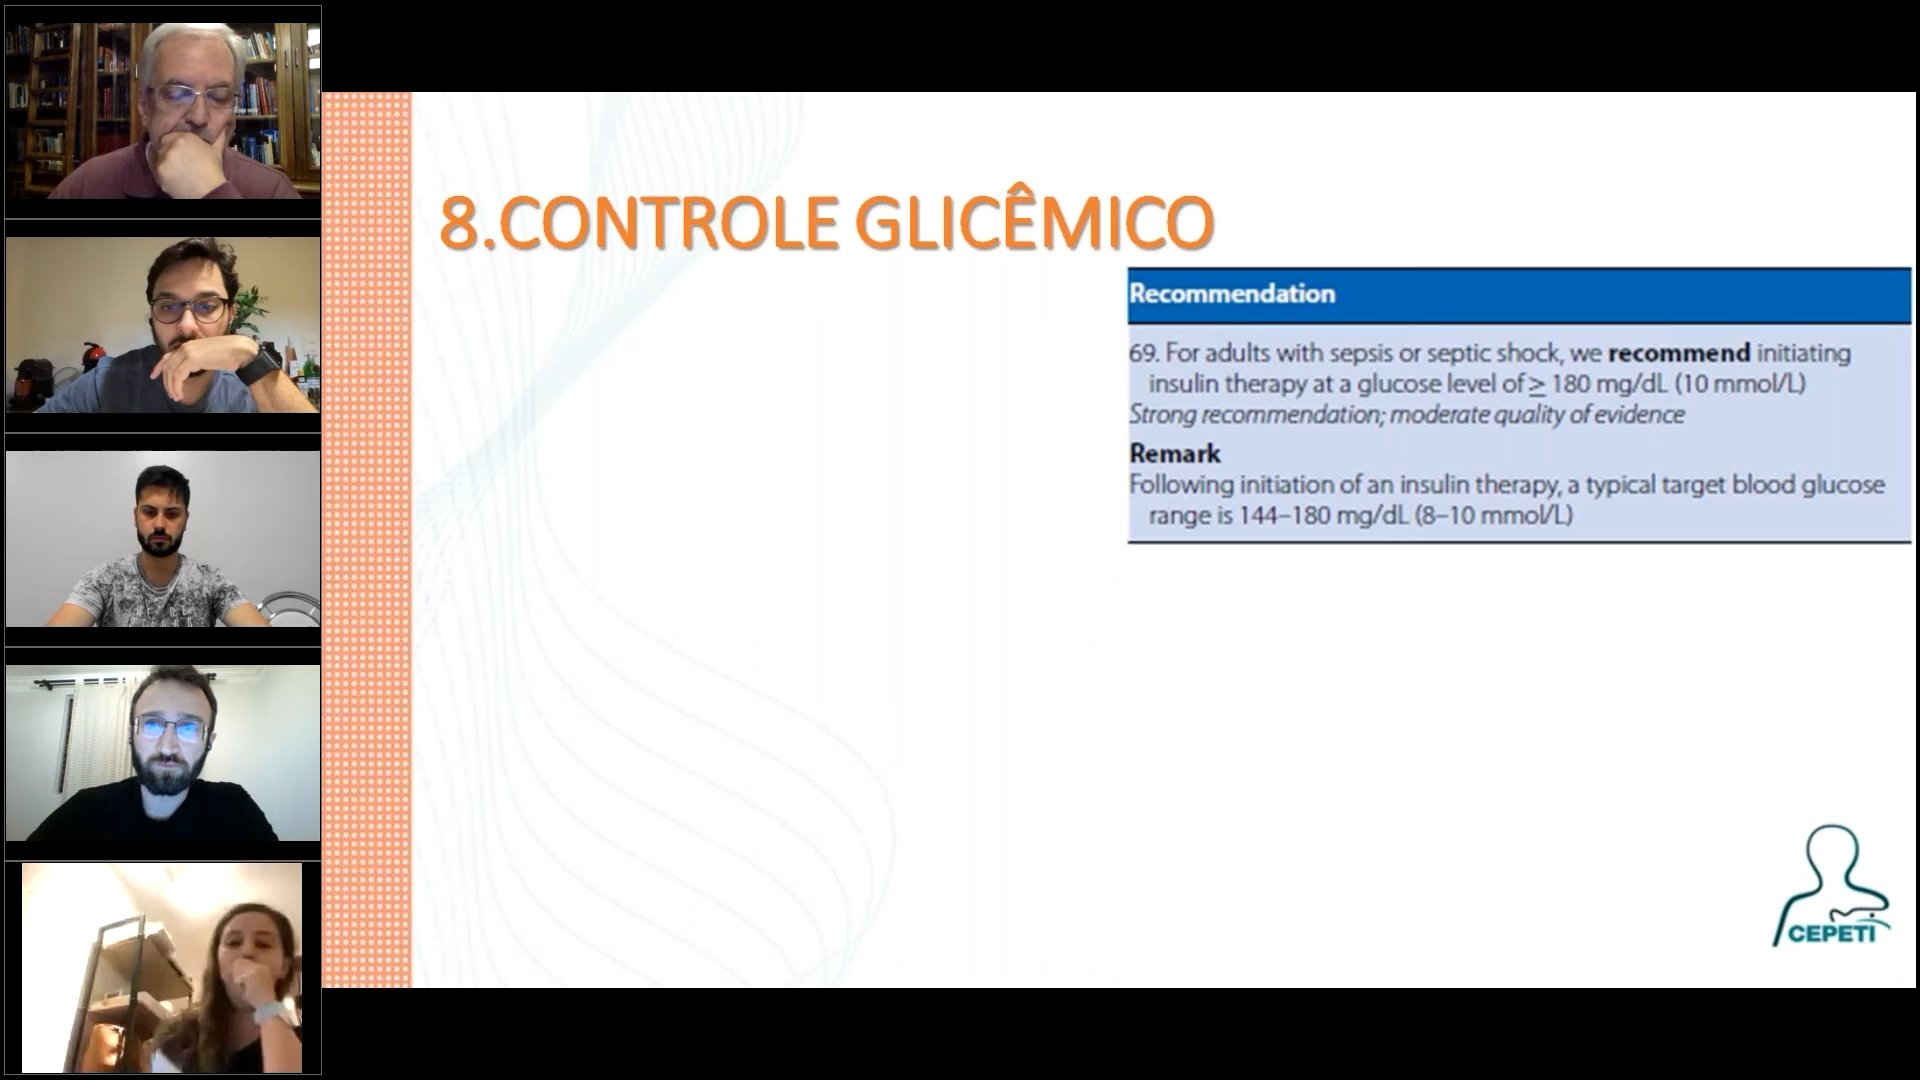 8.CONTROLE GLICÊMICO
Recommendation
69. For adults with sepsis or septic shock, we recommend initiating
insulin therapy at a glucose level of ≥ 180 mg/dL (10 mmol/L)
Strong recommendation; moderate quality of evidence
Remark
Following initiation of an insulin therapy, a typical target blood glucose
range is 144–180 mg/dL (8–10 mmol/L)
CEPETI